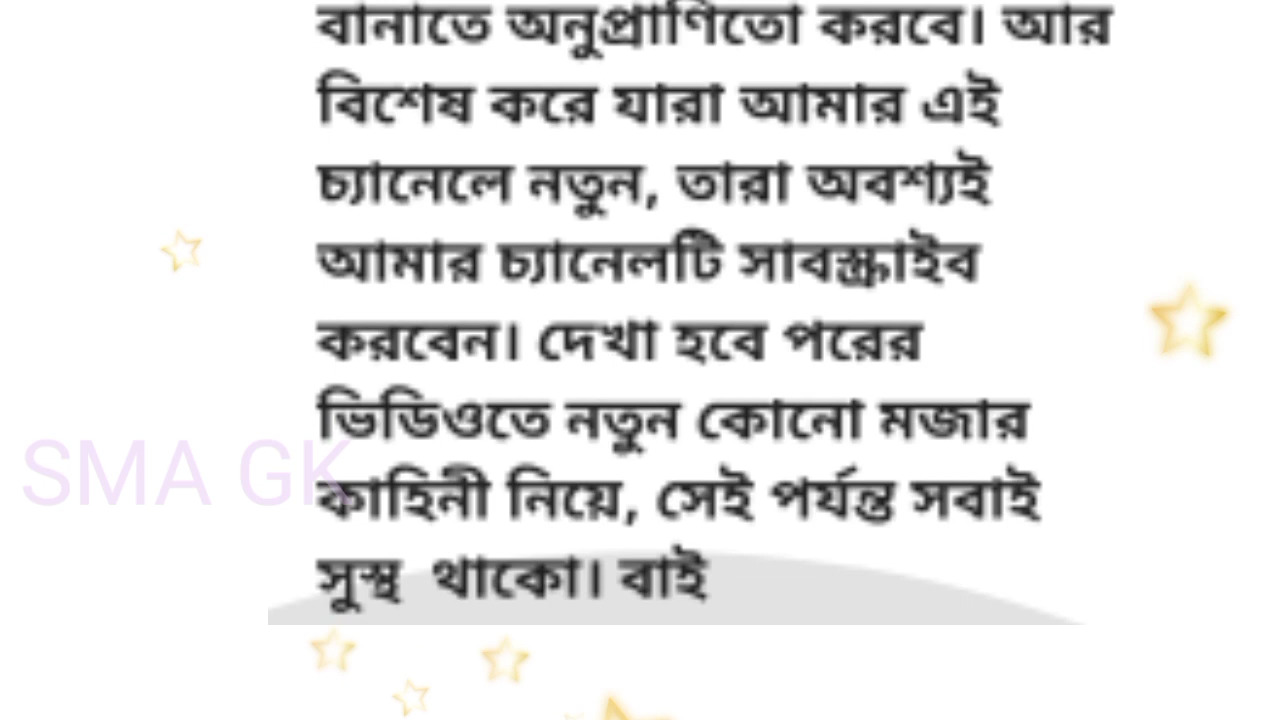 বানাতে অনুপ্রাণিতো করবে। আর
বিশেষ করে যারা আমার এই
চ্যানেলে নতুন, তারা অবশ্যই
আমার চ্যানেলটি সাবস্ক্রাইব
করবেন। দেখা হবে পরের
ভিডিওতে নতুন কোনো মজার
SMA GK
কাহিনী নিয়ে, সেই পর্যন্ত সবাই
সুস্থ থাকো। বাই